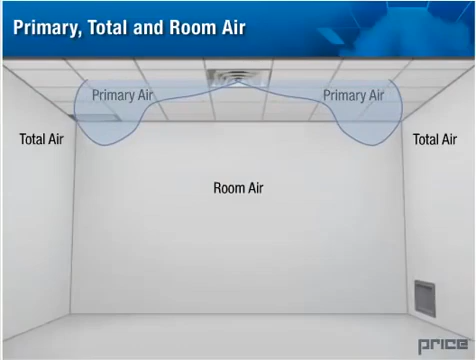 Primary, Total and Room Air
Primary Air
Primary Air
Total Air
Total Air
Room Air
price